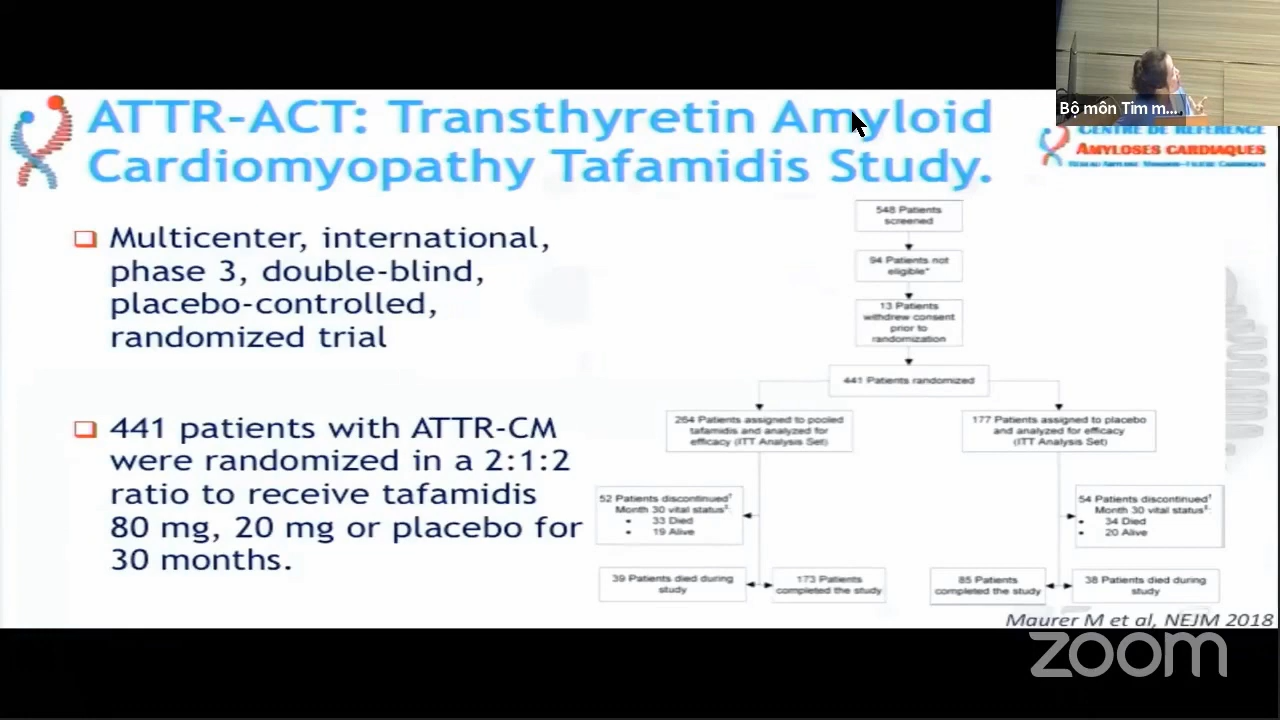 Bộ môn Tim m...
ATTR-ACT: Transthyretin Amyloid
Cardiomyopathy Tafamidis Study.
CENTRE DE RÉFÉRENCE
AMYLOSES CARDIAQUES
Multicenter, international,
phase 3, double-blind,
placebo-controlled,
randomized trial
441 patients with ATTR-CM
were randomized in a 2:1:2
ratio to receive tafamidis
80 mg, 20 mg or placebo for
30 months.
548 Patients
screened
94 Patients not
eligible*
13 Patients
withdrew consent
prior to
randomization
441 Patients randomized
264 Patients assigned to pooled
tafamidis and analyzed for
efficacy (ITT Analysis Set)
177 Patients assigned to placebo
and analyzed for efficacy
(ITT Analysis Set)
52 Patients discontinued†
Month 30 vital status‡:
• 33 Died
• 19 Alive
54 Patients discontinued†
Month 30 vital status‡:
• 34 Died
• 20 Alive
39 Patients died during
study
173 Patients
completed the study
85 Patients
completed the study
38 Patients died during
study
Maurer M et al, NEJM 2018
zoom